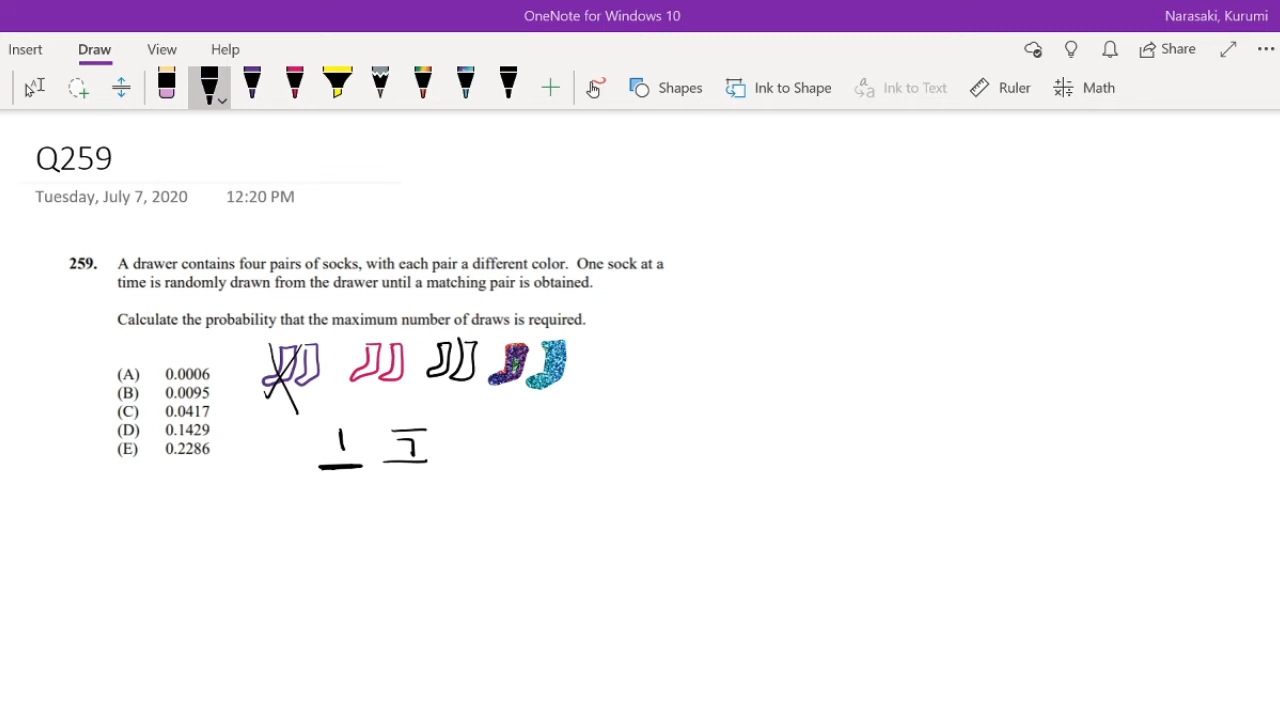 OneNote for Windows 10
Narasaki, Kurumi
Insert
Draw
View
Help
Share
Shapes
Ink to Shape
Ink to Text
Ruler
Math
Q259
Tuesday, July 7, 2020
12:20 PM
259. A drawer contains four pairs of socks, with each pair a different color. One sock at a
time is randomly drawn from the drawer until a matching pair is obtained.
Calculate the probability that the maximum number of draws is required.
(A) 0.0006
(B) 0.0095
(C) 0.0417
(D) 0.1429
(E) 0.2286
1 7